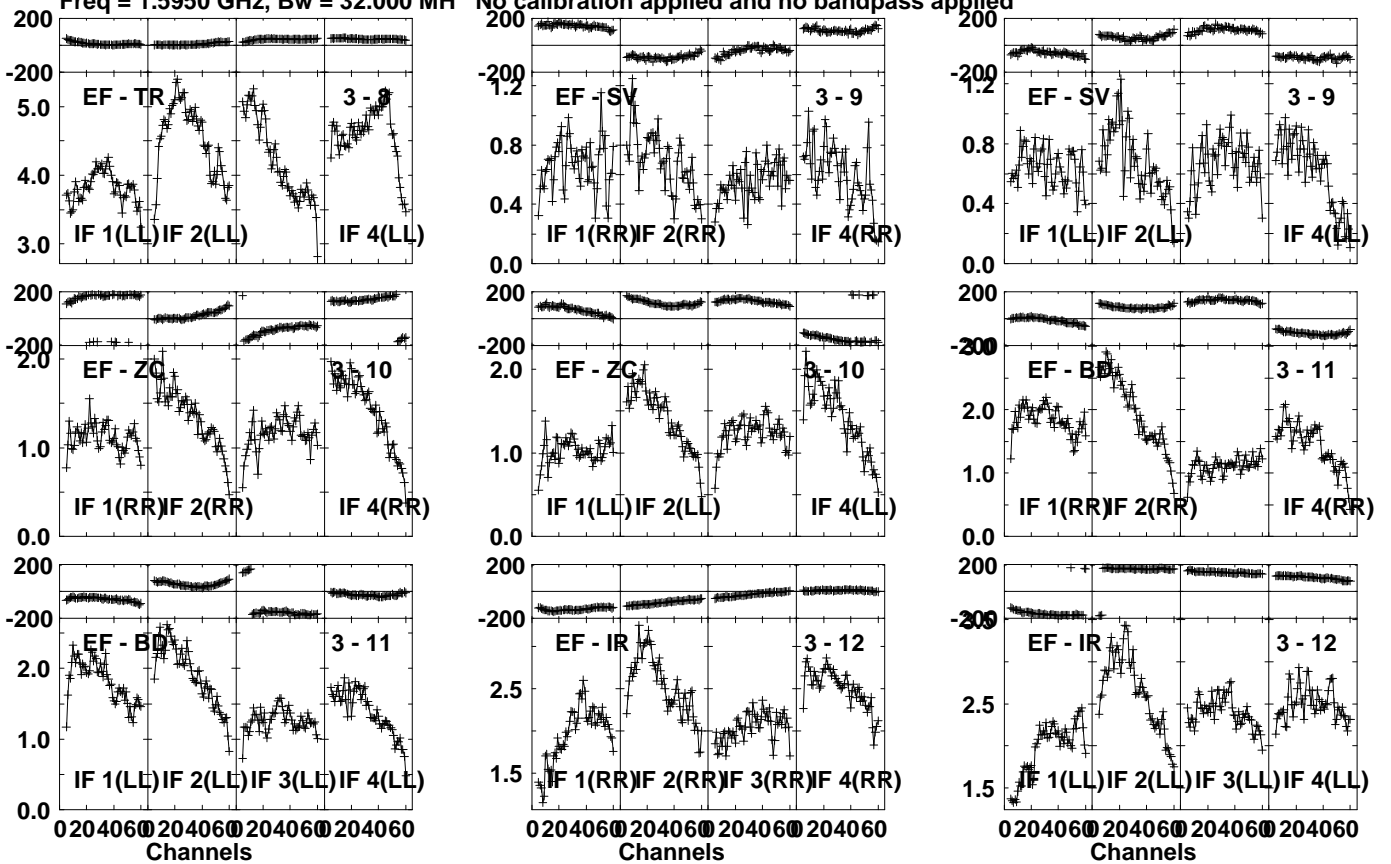 Freq = 1.5950 GHz, Bw = 32.000 MH No calibration applied and no bandpass applied
200
-200
5.0
4.0
3.0
EF - TR
3 - 8
IF 1(LL)
IF 2(LL)
IF 4(LL)
200
-200
1.2
0.8
0.4
0.0
EF - SV
3 - 9
IF 1(RR)
IF 2(RR)
IF 4(RR)
200
-200
1.2
0.8
0.4
0.0
EF - SV
3 - 9
IF 1(LL)
IF 2(LL)
IF 4(LL)
200
-200
2.0
1.0
0.0
EF - ZC
3 - 10
IF 1(RR)
IF 2(RR)
IF 4(RR)
200
-200
2.0
1.0
0.0
EF - ZC
3 - 10
IF 1(LL)
IF 2(LL)
IF 4(LL)
200
-200
3.0
2.0
1.0
0.0
EF - BD
3 - 11
IF 1(RR)
IF 2(RR)
IF 4(RR)
200
-200
2.0
1.0
0.0
EF - BD
3 - 11
IF 1(LL)
IF 2(LL)
IF 3(LL)
IF 4(LL)
0 20 40 60 0 20 40 60 0 20 40 60 0 20 40 60
Channels
200
-200
2.5
1.5
EF - IR
3 - 12
IF 1(RR)
IF 2(RR)
IF 3(RR)
IF 4(RR)
0 20 40 60 0 20 40 60 0 20 40 60 0 20 40 60
Channels
200
-200
3.5
2.5
1.5
EF - IR
3 - 12
IF 1(LL)
IF 2(LL)
IF 3(LL)
IF 4(LL)
0 20 40 60 0 20 40 60 0 20 40 60 0 20 40 60
Channels